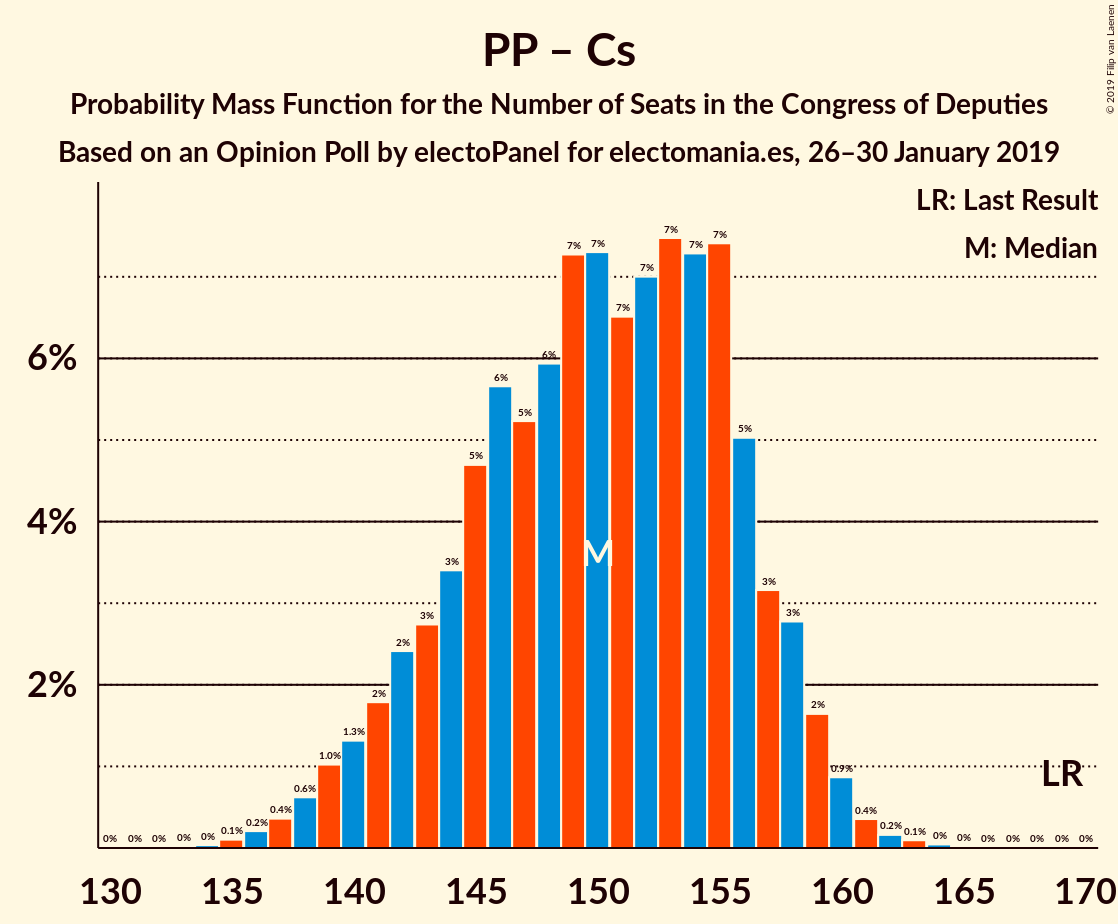 PP – Cs
Probability Mass Function for the Number of Seats in the Congress of Deputies
Based on an Opinion Poll by electoPanel for electomania.es, 26–30 January 2019
© 2019 Filip van Laenen
LR: Last Result
M: Median
6%
4%
2%
0% 0% 0% 0% 0% 0.1% 0.2% 0.4% 0.6% 1.0% 1.3% 2% 2% 3% 3% 5% 6% 5% 6% 7% 7% 7% 7% 7% 7% 7% 5% 3% 3% 2% 0.9% 0.4% 0.2% 0.1% 0% 0% 0% 0% 0% 0% 0%
M
LR
130 135 140 145 150 155 160 165 170